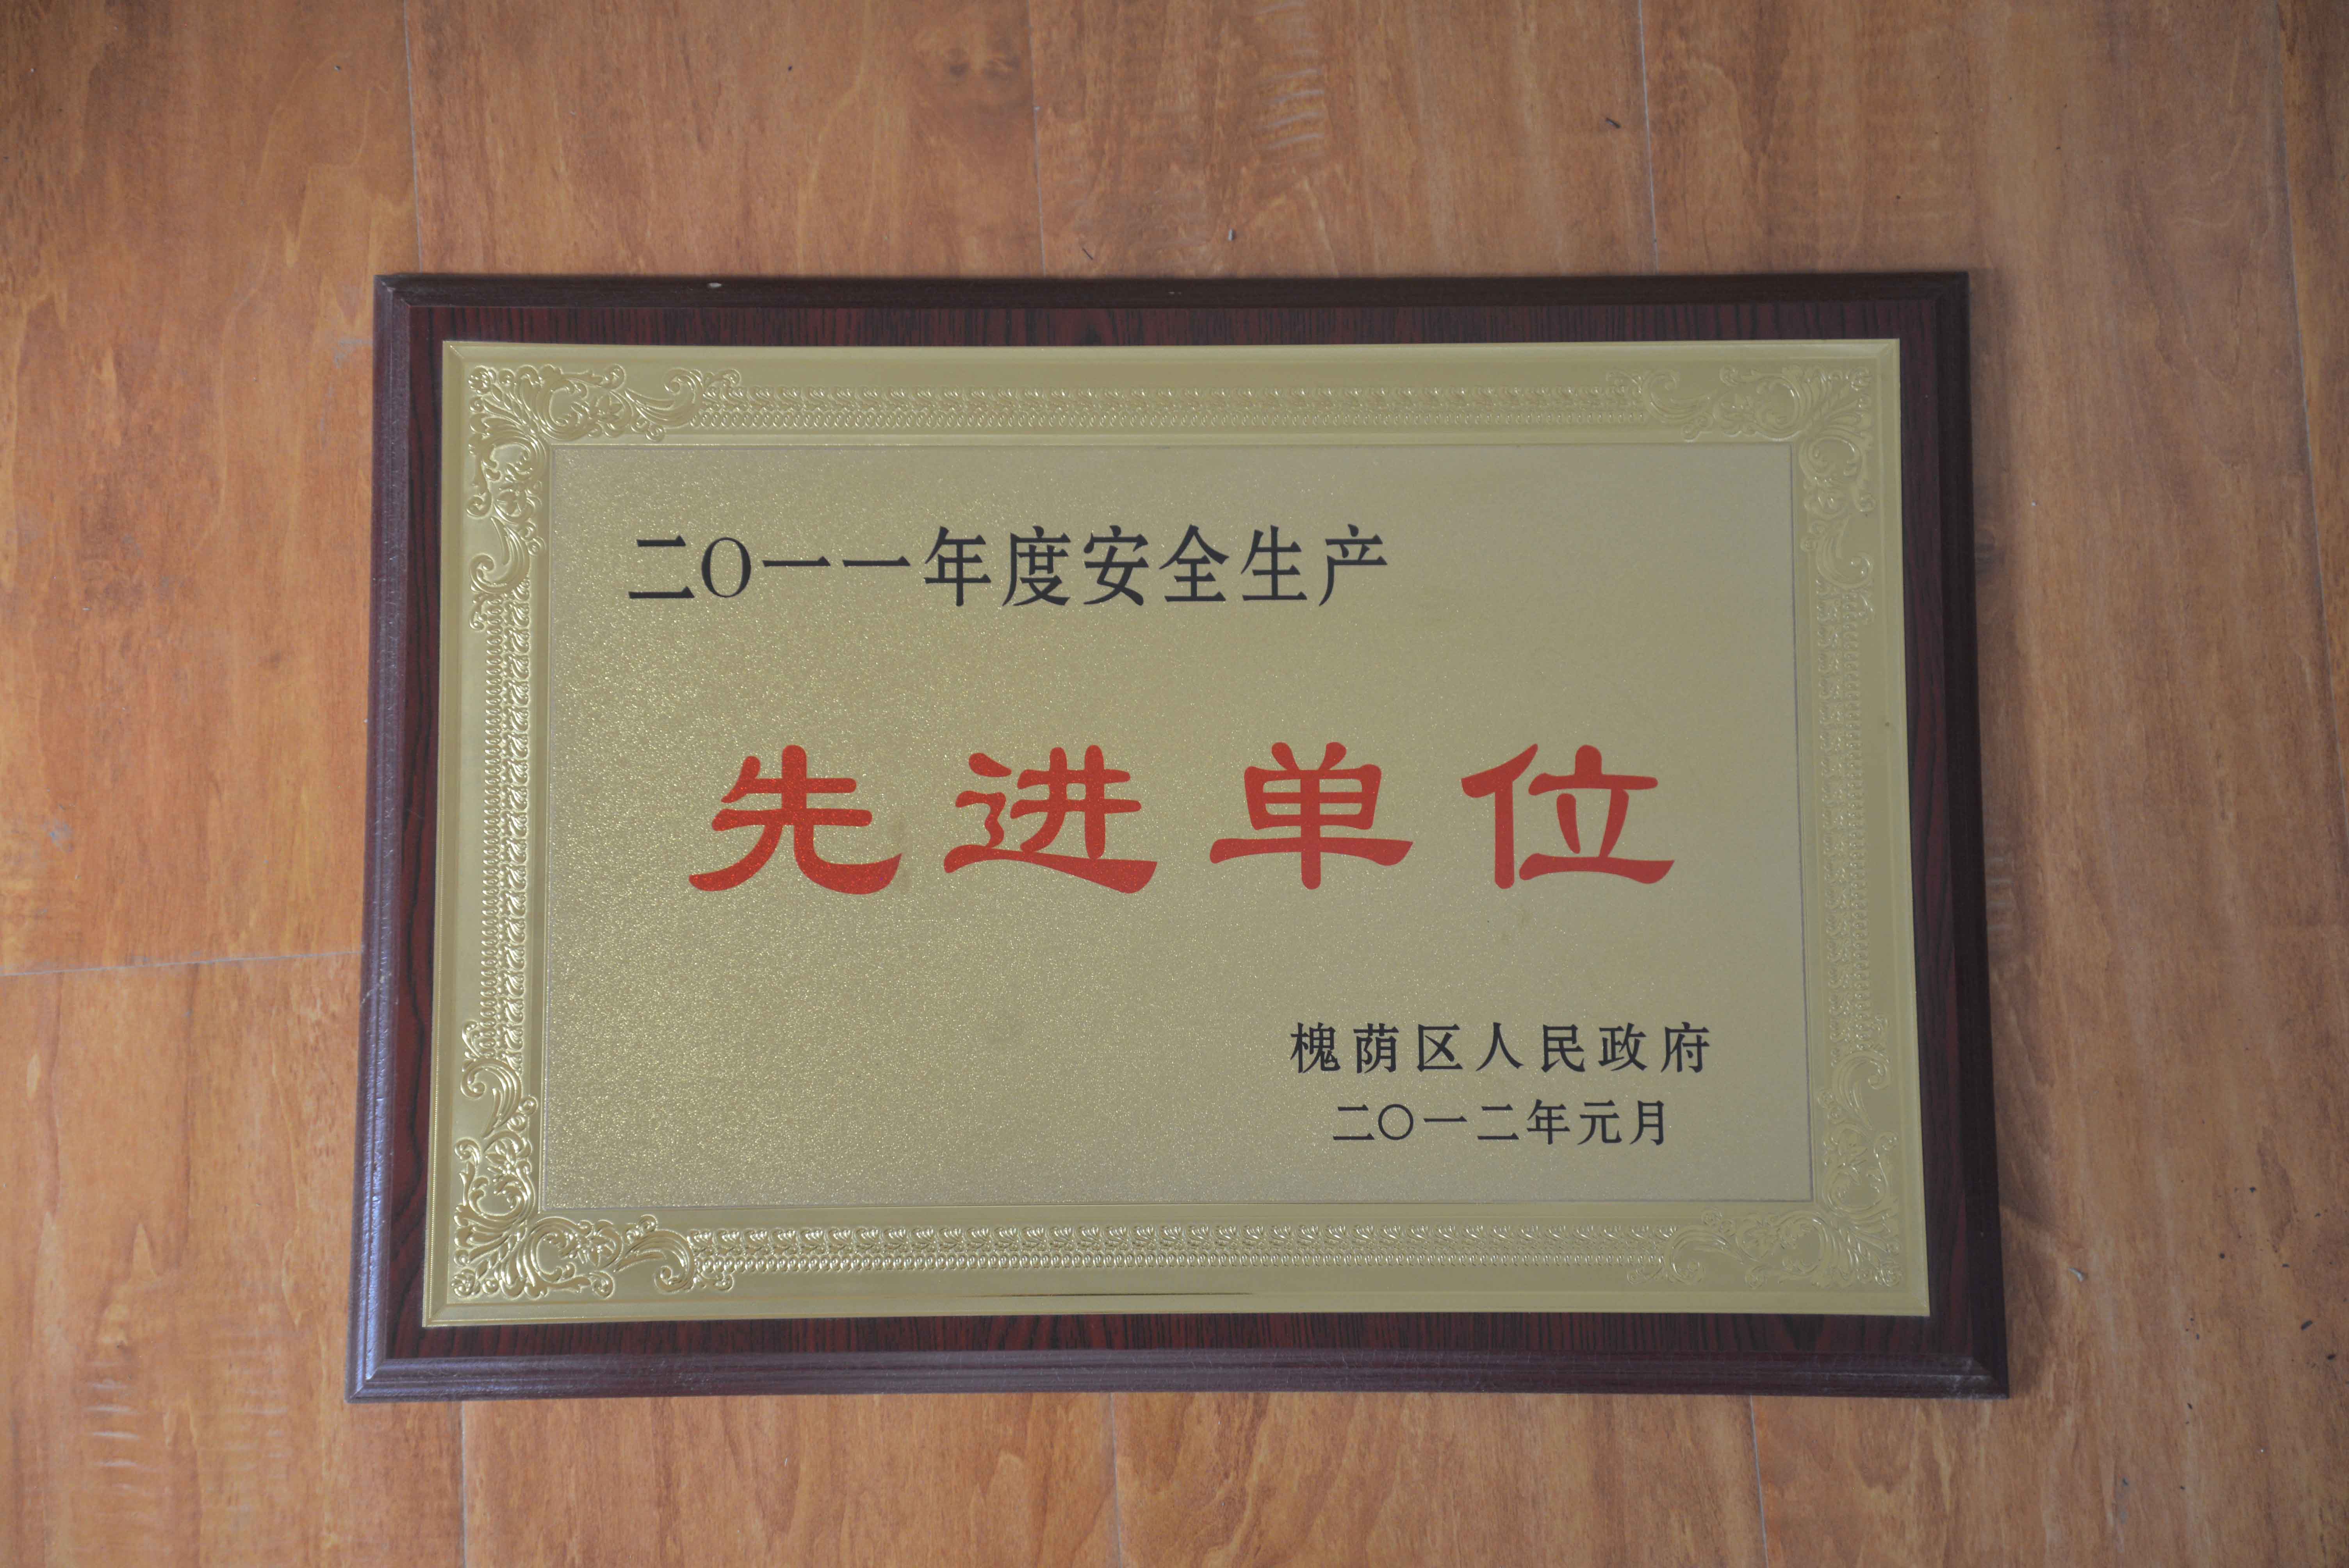 二〇一一年度安全生产
先进单位
槐荫区人民政府
二〇一二年元月